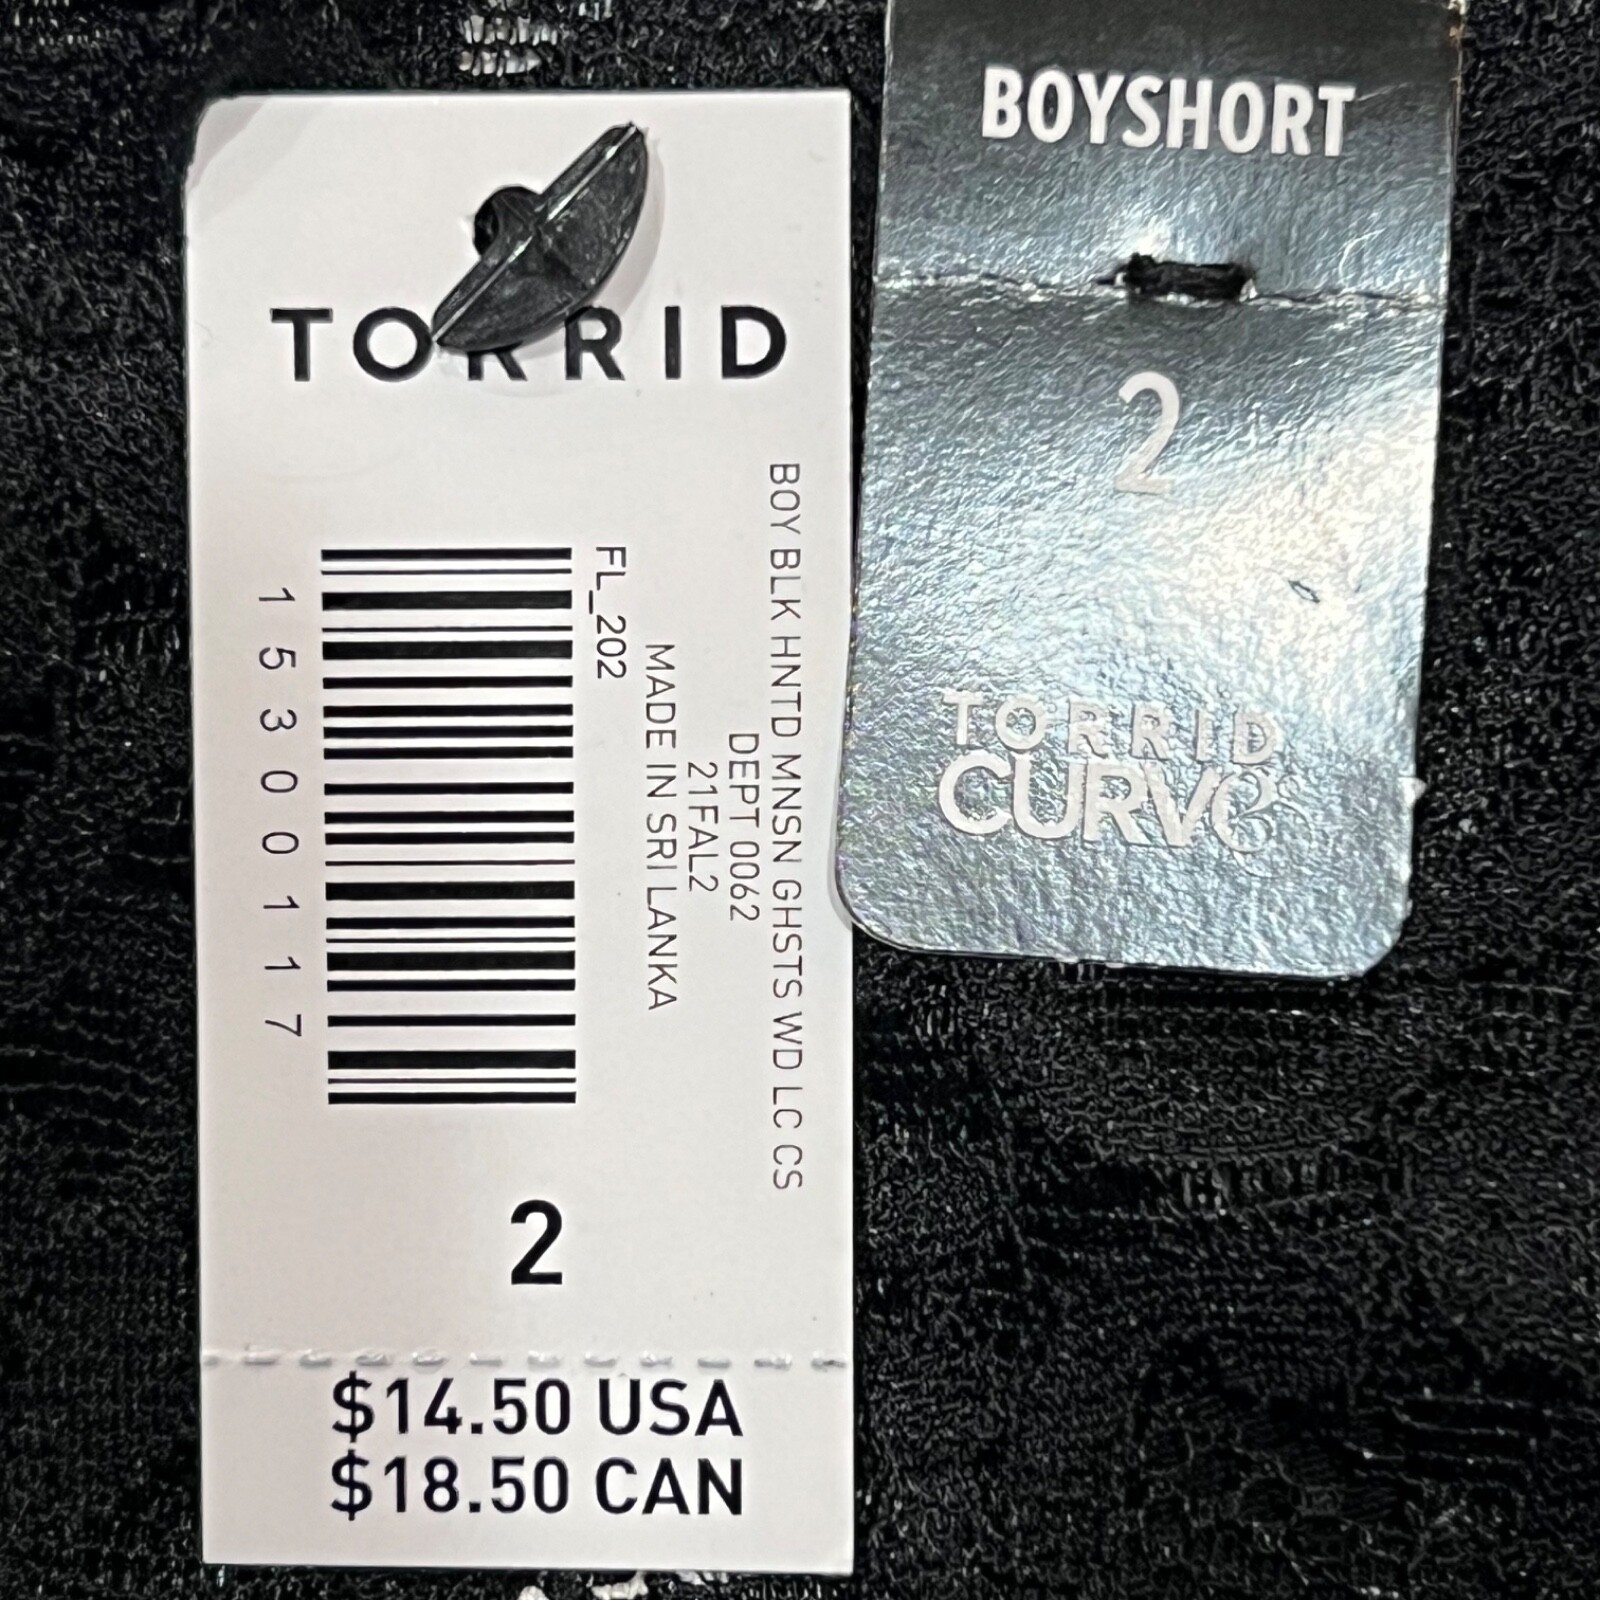 TORRID
BOY BLK HNTD MNSN GHSTS WD LC CS
DEPT 0062
21FAL2
MADE IN SRI LANKA
FL_202
15300117
2
$14.50 USA
$18.50 CAN
BOYSHORT
2
TORRID
CURVE